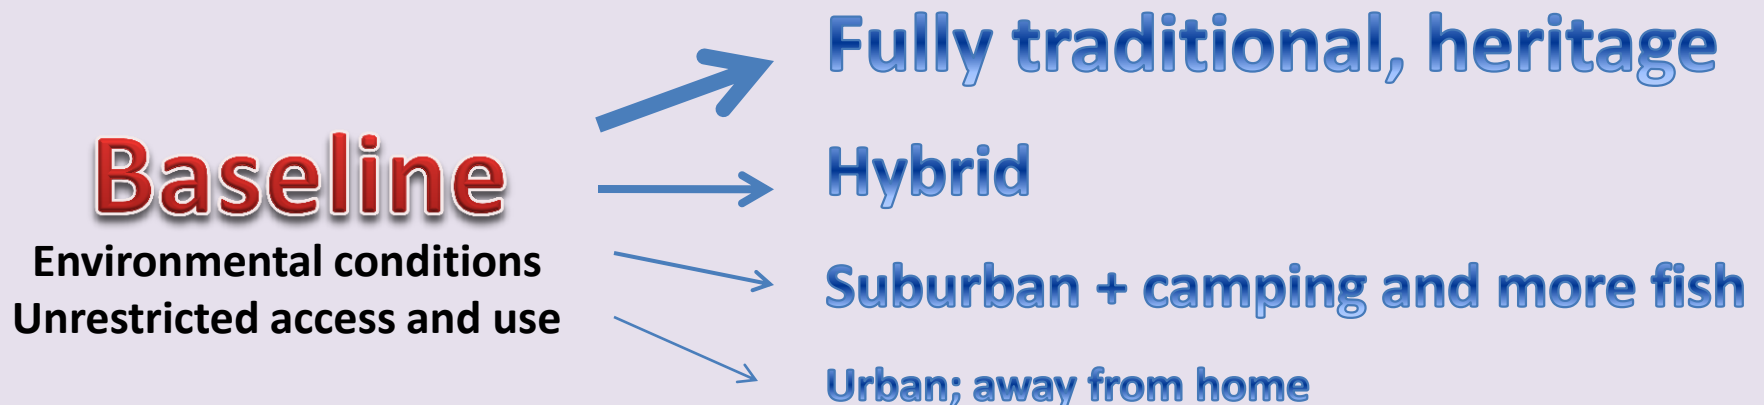 Baseline
Environmental conditions
Unrestricted access and use
Fully traditional, heritage
Hybrid
Suburban + camping and more fish
Urban; away from home